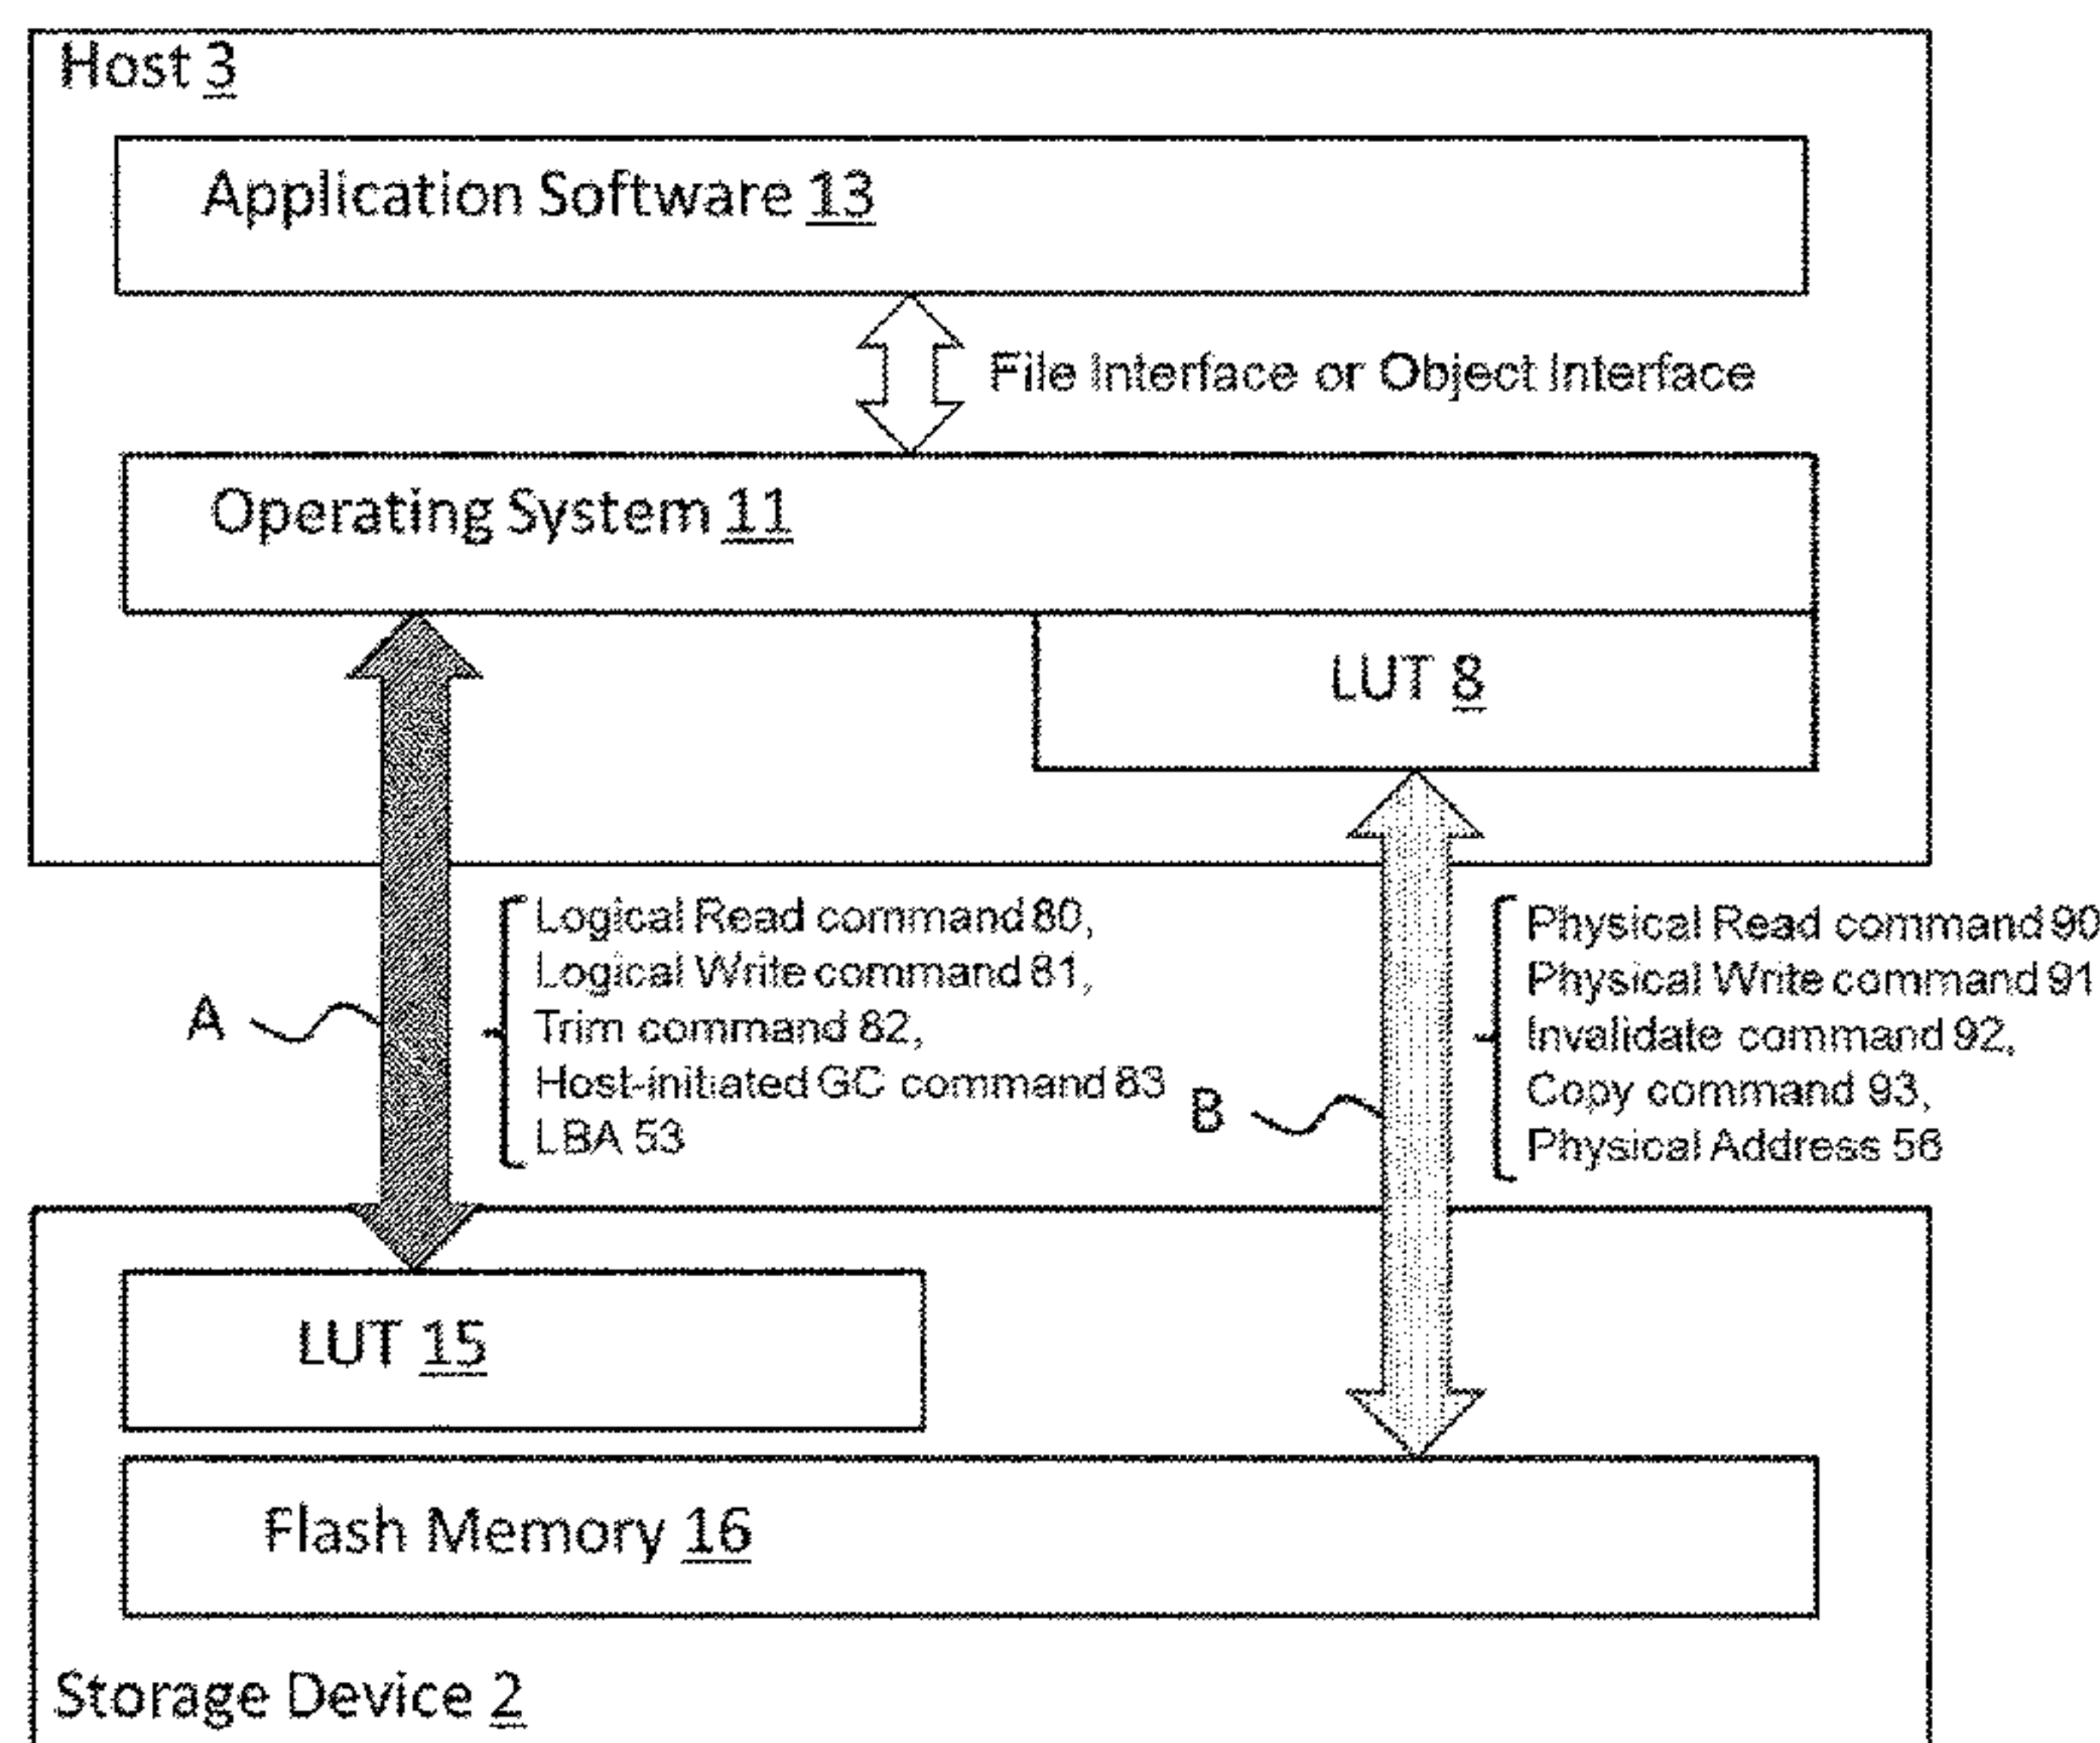 Host 3
Application Software 13
File Interface or Object Interface
Operating System 11
LUT 8
Logical Read command 80,
Logical Write command 81,
Trim command 82,
Host-initiated GC command 83
LBA 53
A
Physical Read command 90
Physical Write command 91
Invalidate command 92,
Copy command 93,
Physical Address 56
B
LUT 15
Flash Memory 16
Storage Device 2